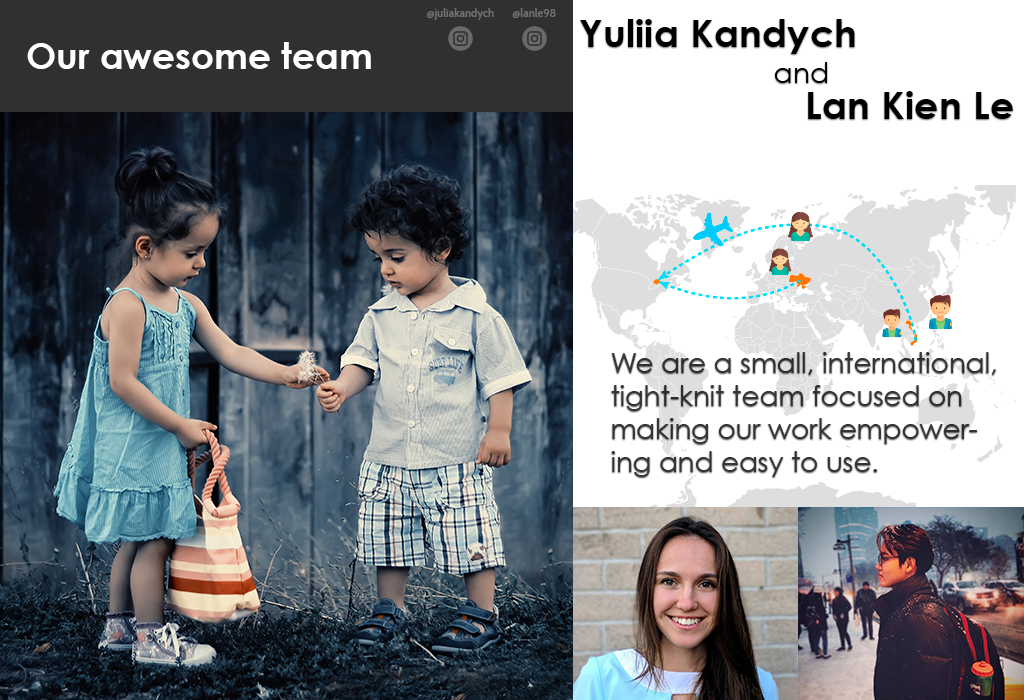 @juliakandych @lanle98
Our awesome team
Yuliia Kandych
and
Lan Kien Le
We are a small, international,
tight-knit team focused on
making our work empower-
ing and easy to use.